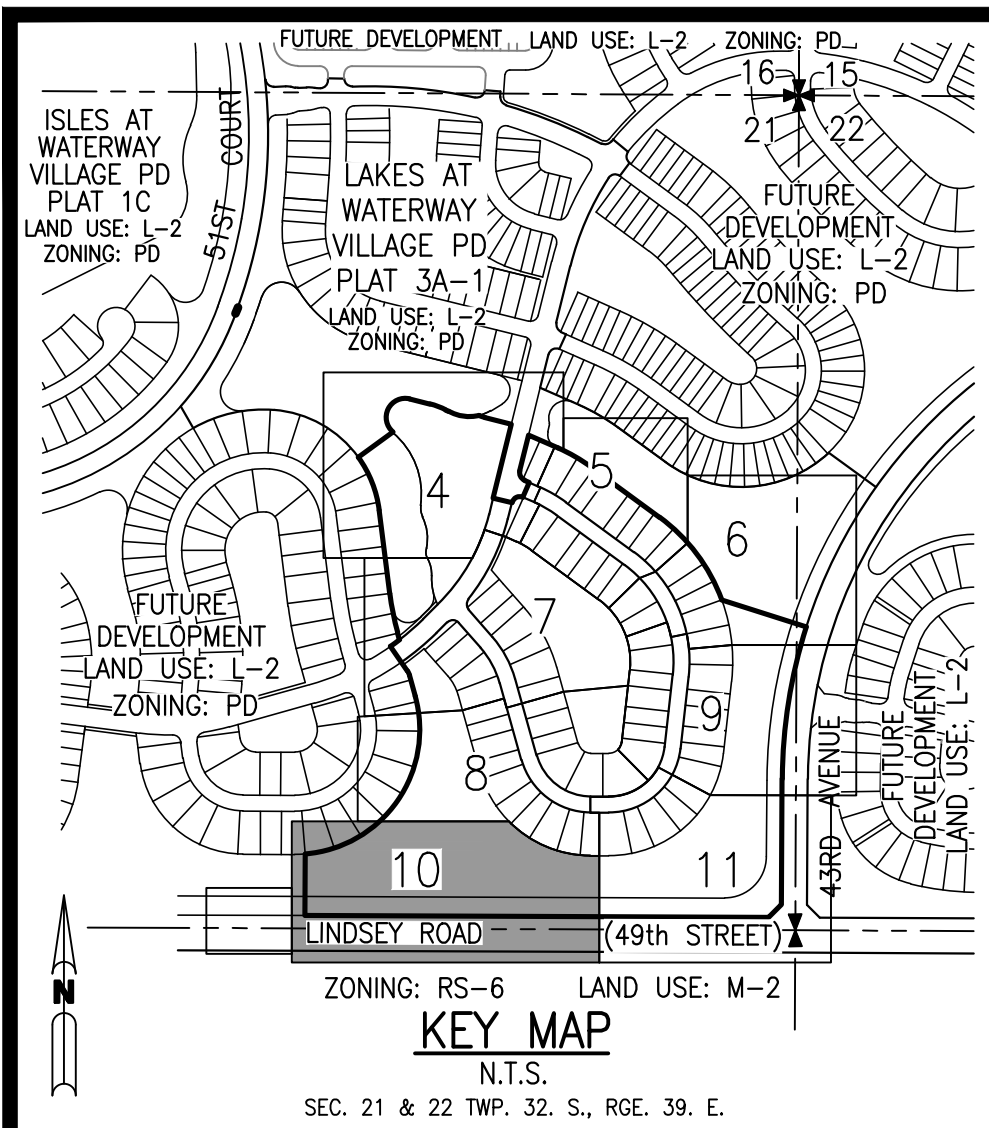 FUTURE DEVELOPMENT LAND USE: L-2 ZONING: PD
16 15
21 22
ISLES AT
WATERWAY
VILLAGE PD
PLAT 1C
LAND USE: L-2
ZONING: PD
51ST COURT
LAKES AT
WATERWAY
VILLAGE PD
PLAT 3A-1
LAND USE: L-2
ZONING: PD
FUTURE
DEVELOPMENT
LAND USE: L-2
ZONING: PD
4
5
6
7
FUTURE
DEVELOPMENT
LAND USE: L-2
ZONING: PD
8
9
43RD AVENUE
FUTURE
DEVELOPMENT
LAND USE: L-2
10
11
LINDSEY ROAD (49th STREET)
ZONING: RS-6 LAND USE: M-2
N
KEY MAP
N.T.S.
SEC. 21 & 22 TWP. 32. S., RGE. 39. E.